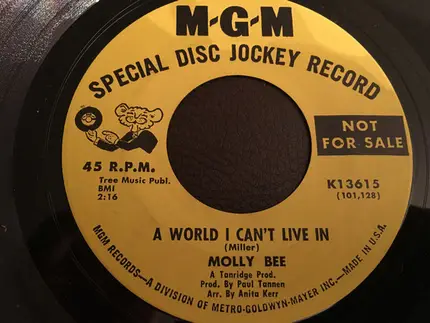 M-G-M
SPECIAL DISC JOCKEY RECORD
NOT
FOR SALE
45 R.P.M.
Tree Music Publ.
BMI
2:16
K13615
(101,128)
A WORLD I CAN'T LIVE IN
(Miller)
MOLLY BEE
A Tanridge Prod.
Prod. By Paul Tannen
Arr. By Anita Kerr
MGM RECORDS—A DIVISION OF METRO-GOLDWYN-MAYER INC.—MADE IN U.S.A.